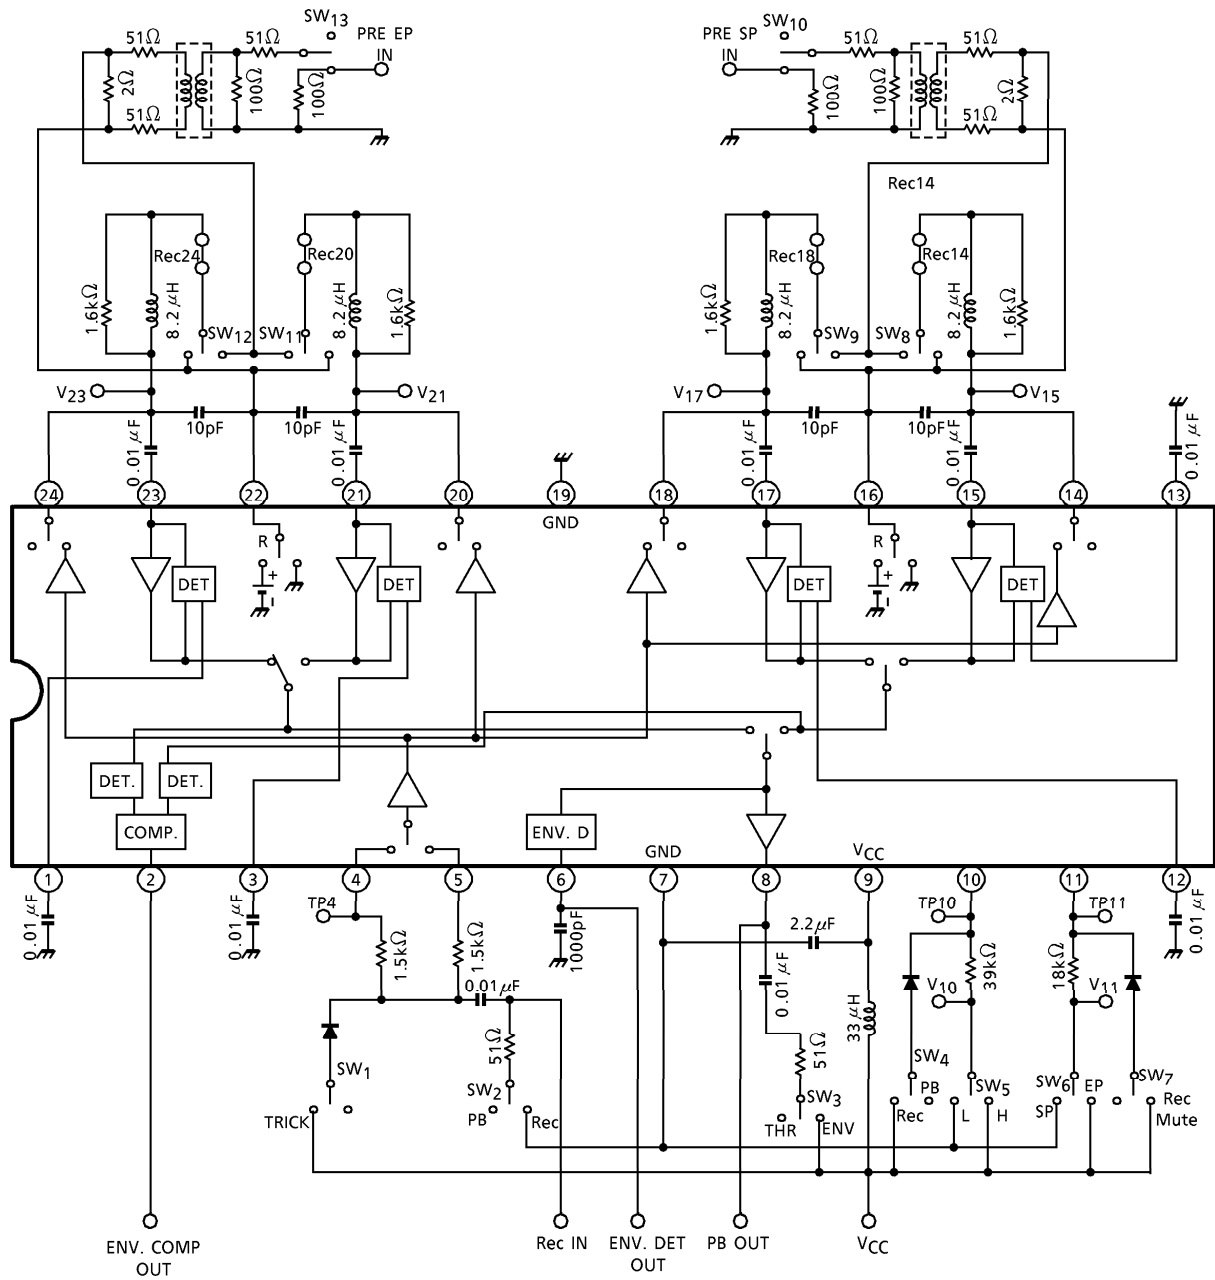 SW13
PRE EP
IN
51Ω
51Ω
2Ω
100Ω
100Ω
51Ω
PRE SP
IN
SW10
51Ω
51Ω
100Ω
100Ω
2Ω
51Ω
Rec14
Rec24
Rec20
Rec18
Rec14
1.6kΩ
8.2μH
SW12
SW11
8.2μH
1.6kΩ
1.6kΩ
8.2μH
SW9
SW8
8.2μH
1.6kΩ
V23
V21
V17
V15
0.01μF
10pF
10pF
0.01μF
0.01μF
10pF
10pF
0.01μF
0.01μF
24
23
22
21
20
19
18
17
16
15
14
13
GND
R
R
+
+
DET
DET
DET
DET
DET.
DET.
COMP.
ENV. D
GND
VCC
1
2
3
4
5
6
7
8
9
10
11
12
0.01μF
0.01μF
TP4
1.5kΩ
1.5kΩ
1000pF
2.2μF
TP10
TP11
0.01μF
0.01μF
0.01μF
39kΩ
18kΩ
V10
V11
33μH
51Ω
51Ω
SW1
SW2
SW3
SW4
SW5
SW6
SW7
TRICK
PB
Rec
THR
ENV
Rec
PB
L
H
SP
EP
Rec
Mute
ENV. COMP
OUT
Rec IN
ENV. DET
OUT
PB OUT
VCC